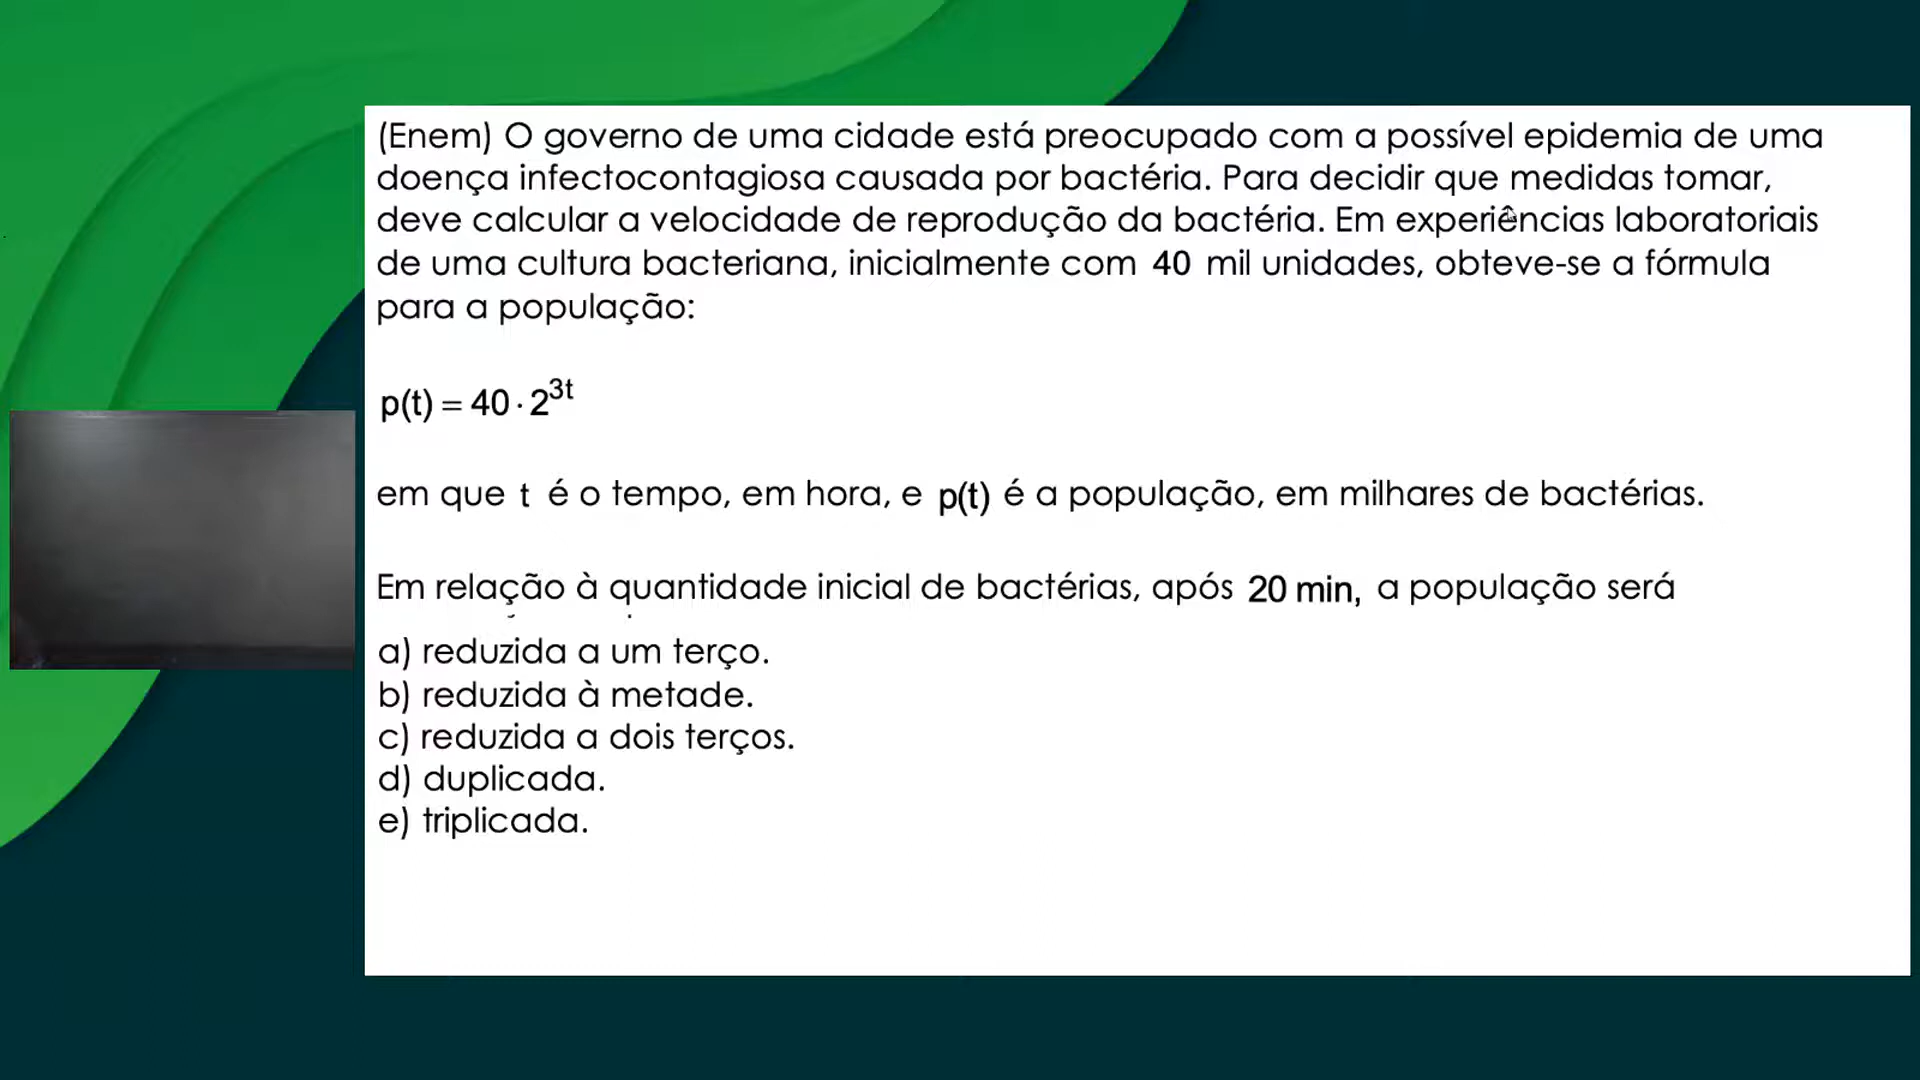 (Enem) O governo de uma cidade está preocupado com a possível epidemia de uma
doença infectocontagiosa causada por bactéria. Para decidir que medidas tomar,
deve calcular a velocidade de reprodução da bactéria. Em experiências laboratoriais
de uma cultura bacteriana, inicialmente com 40 mil unidades, obteve-se a fórmula
para a população:
p(t) = 40 · 2^3t
em que t é o tempo, em hora, e p(t) é a população, em milhares de bactérias.
Em relação à quantidade inicial de bactérias, após 20 min, a população será
a) reduzida a um terço.
b) reduzida à metade.
c) reduzida a dois terços.
d) duplicada.
e) triplicada.